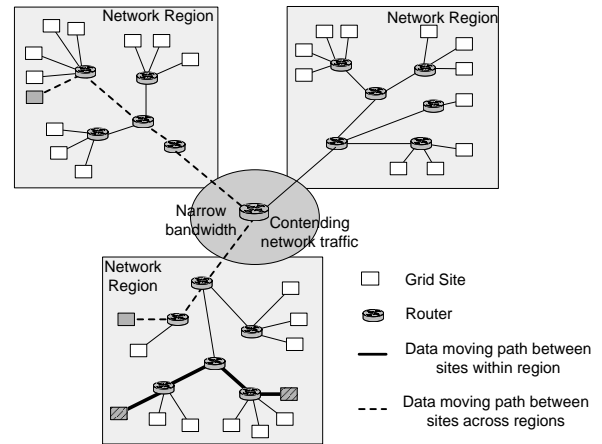 Network Region
Network Region
Narrow
bandwidth
Contending
network traffic
Network
Region
Grid Site
Router
Data moving path between
sites within region
Data moving path between
sites across regions